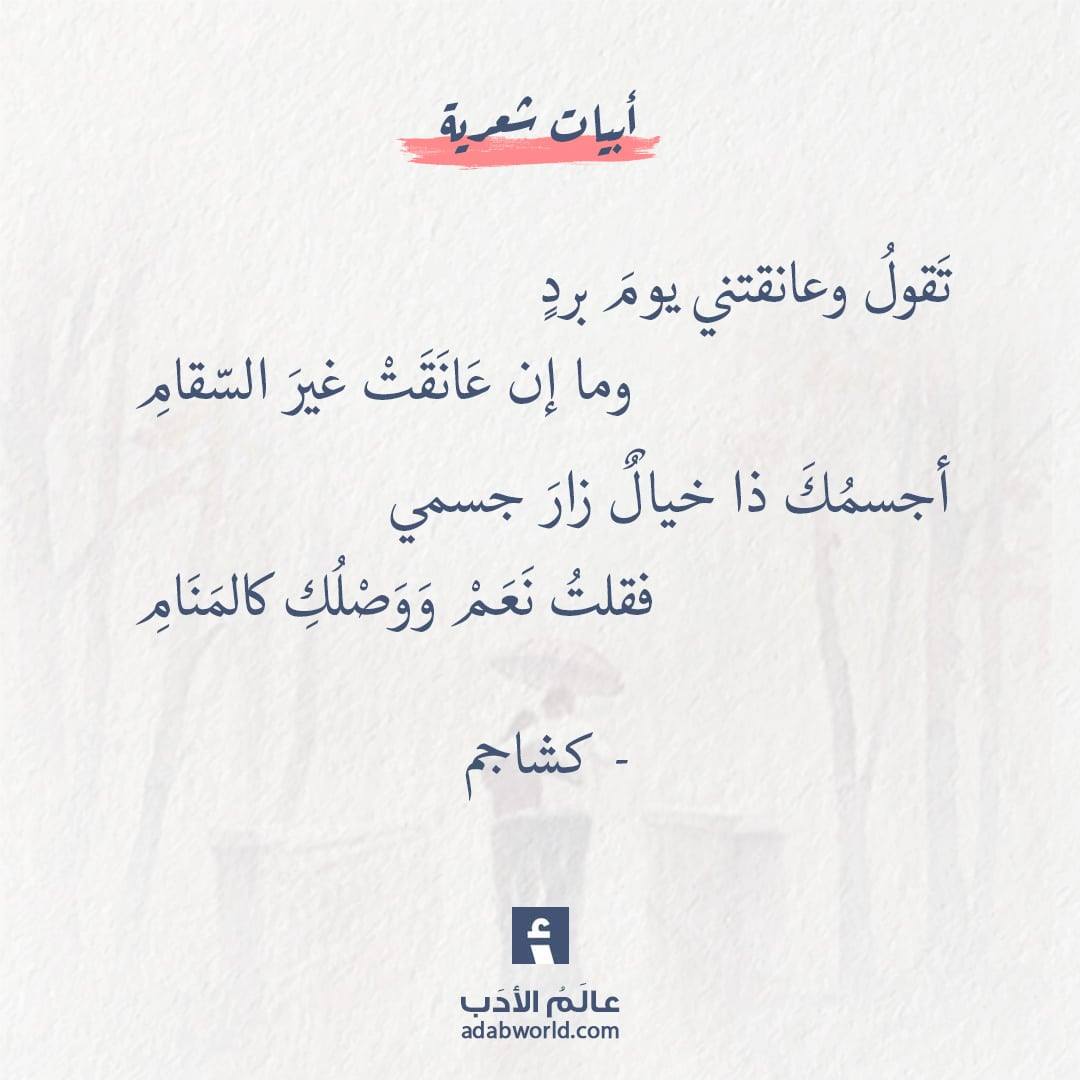 أبيات شعرية
تَقولُ وعانقتني يومَ بردٍ
وما إن عَانَقَتْ غيرَ السّقامِ
أجسمُكَ ذا خيالٌ زارَ جسمي
فقلتُ نَعَمْ وَوَصْلُكِ كالمَنَامِ
- كشاجم
أ
عالَمُ الأدَب
adabworld.com